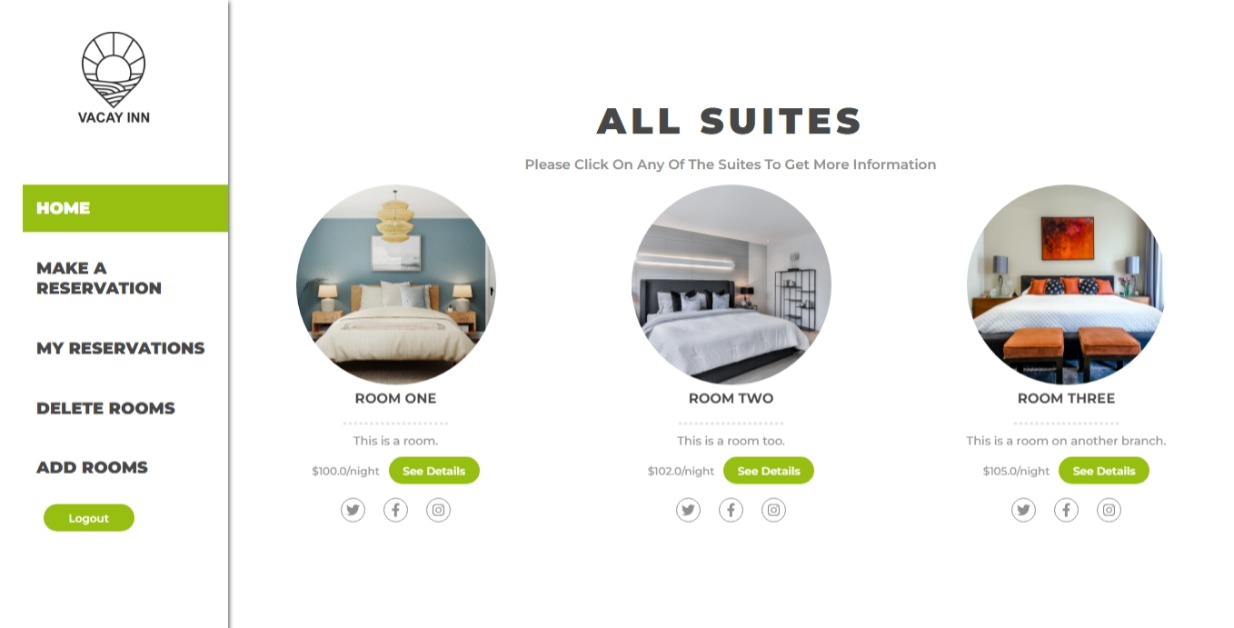 VACAY INN
HOME
MAKE A
RESERVATION
MY RESERVATIONS
DELETE ROOMS
ADD ROOMS
Logout
ALL SUITES
Please Click On Any Of The Suites To Get More Information
ROOM ONE
This is a room.
$100.0/night See Details
ROOM TWO
This is a room too.
$102.0/night See Details
ROOM THREE
This is a room on another branch.
$105.0/night See Details